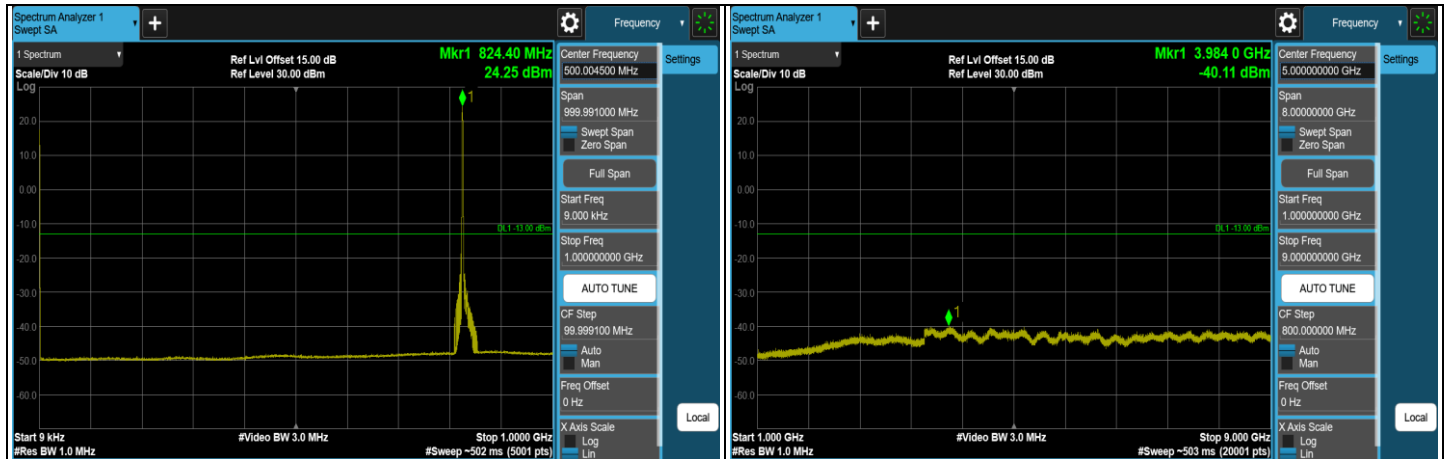 Spectrum Analyzer 1
Swept SA
+
Frequency
1 Spectrum
Ref Lvl Offset 15.00 dB
Mkr1 824.40 MHz
Scale/Div 10 dB
Ref Level 30.00 dBm
24.25 dBm
Log
1
20.0
10.0
0.00
-10.0
DL1 -13.00 dBm
-20.0
-30.0
-40.0
-50.0
-60.0
Start 9 kHz
#Video BW 3.0 MHz
Stop 1.0000 GHz
#Res BW 1.0 MHz
#Sweep ~502 ms (5001 pts)
Center Frequency
500.004500 MHz
Settings
Span
999.991000 MHz
Swept Span
Zero Span
Full Span
Start Freq
9.000 kHz
Stop Freq
1.000000000 GHz
AUTO TUNE
CF Step
99.999100 MHz
Auto
Man
Freq Offset
0 Hz
Local
X Axis Scale
Log
Lin
Spectrum Analyzer 1
Swept SA
+
Frequency
1 Spectrum
Ref Lvl Offset 15.00 dB
Mkr1 3.984 0 GHz
Scale/Div 10 dB
Ref Level 30.00 dBm
-40.11 dBm
Log
20.0
10.0
0.00
-10.0
DL1 -13.00 dBm
-20.0
-30.0
1
-40.0
-50.0
-60.0
Start 1.000 GHz
#Video BW 3.0 MHz
Stop 9.000 GHz
#Res BW 1.0 MHz
#Sweep ~503 ms (20001 pts)
Center Frequency
5.000000000 GHz
Settings
Span
8.00000000 GHz
Swept Span
Zero Span
Full Span
Start Freq
1.000000000 GHz
Stop Freq
9.000000000 GHz
AUTO TUNE
CF Step
800.000000 MHz
Auto
Man
Freq Offset
0 Hz
Local
X Axis Scale
Log
Lin